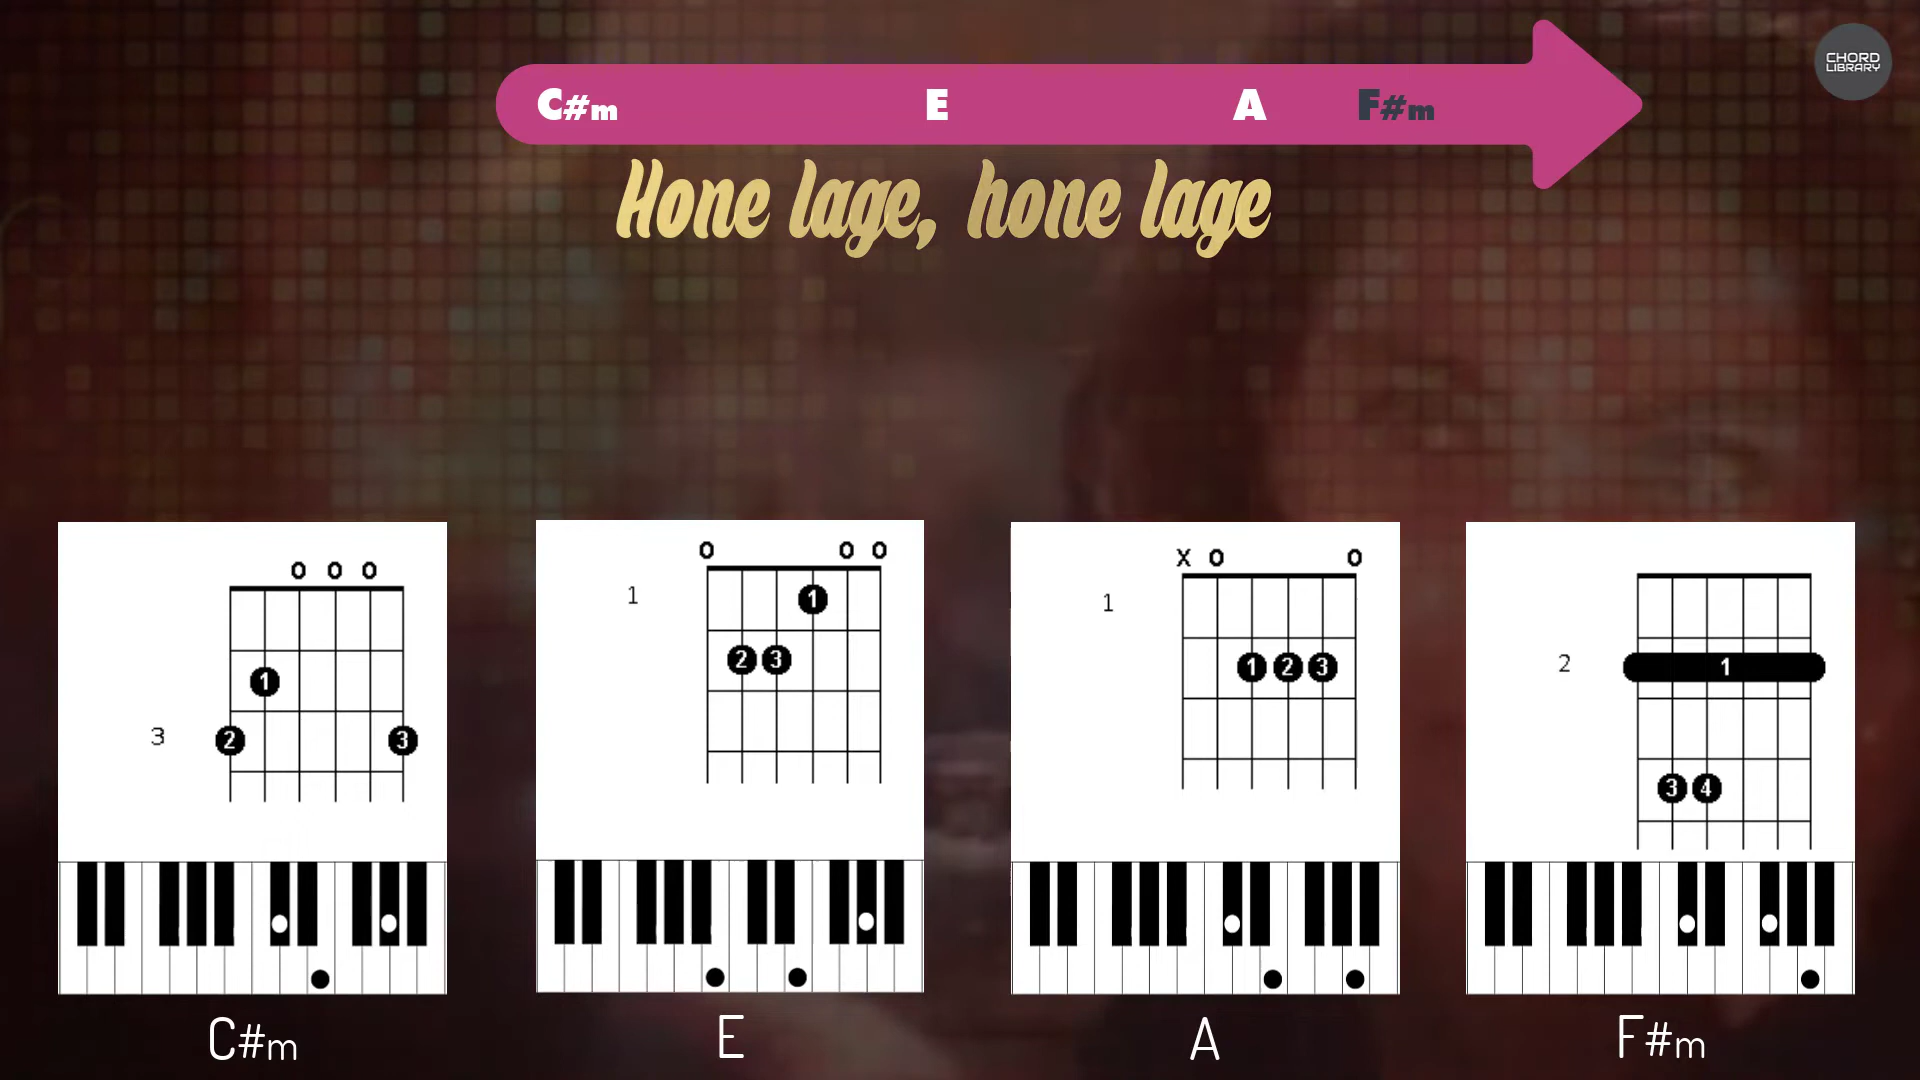 C#m E A F#m
CHORD
LIBRARY
Hone lage, hone lage
o o o
1
3 2 3
C#m
o o o
1 1
2 3
E
x o o
1
1 2 3
A
2 1
3 4
F#m